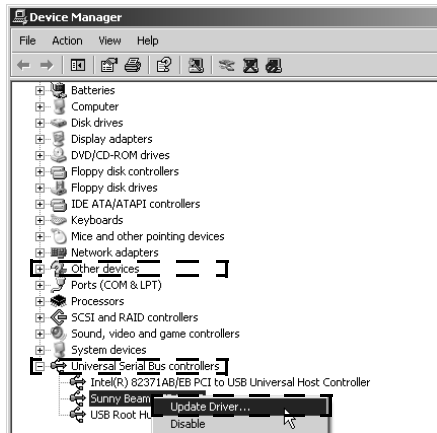 Device Manager
File Action View Help
Batteries
Computer
Disk drives
Display adapters
DVD/CD-ROM drives
Floppy disk controllers
Floppy disk drives
IDE ATA/ATAPI controllers
Keyboards
Mice and other pointing devices
Network adapters
Other devices
Ports (COM & LPT)
Processors
SCSI and RAID controllers
Sound, video and game controllers
System devices
Universal Serial Bus controllers
Intel(R) 82371AB/EB PCI to USB Universal Host Controller
Sunny Beam
Update Driver...
USB Root Hu
Disable